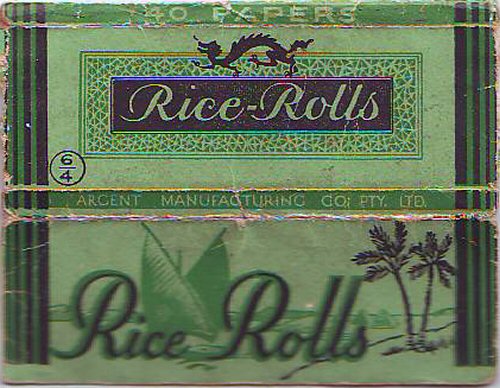 40 PAPERS
Rice-Rolls
6/4
ARGENT MANUFACTURING CO; PTY. LTD.
Rice Rolls